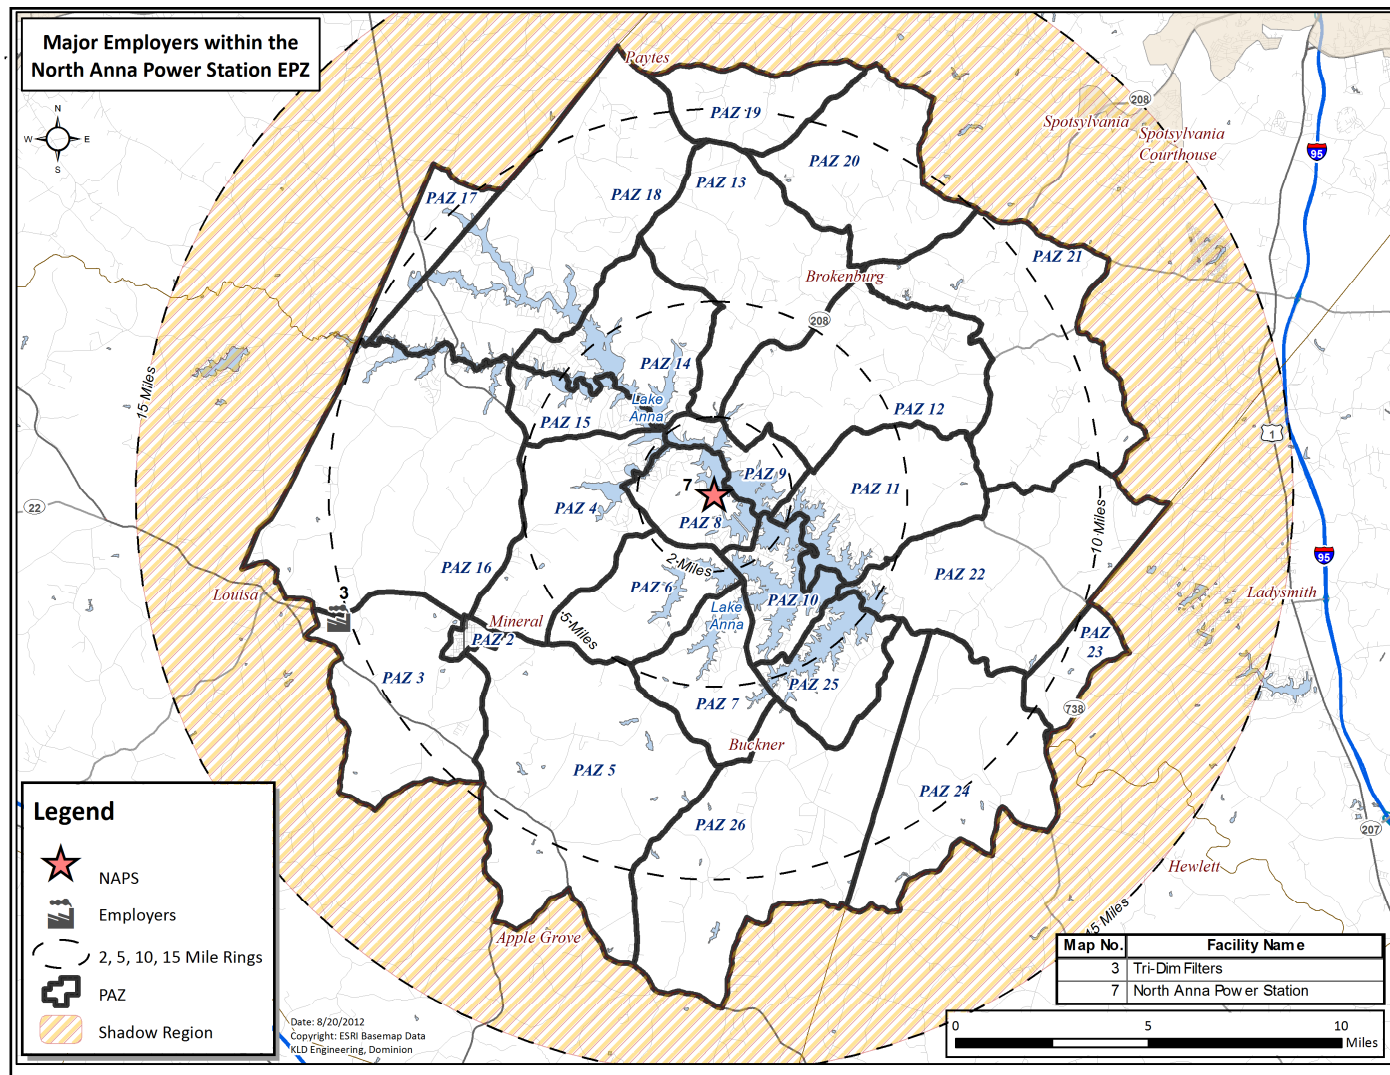 Major Employers within the
North Anna Power Station EPZ
N
W
E
S
Paytes
PAZ 19
208
Spotsylvania
Spotsylvania
Courthouse
95
PAZ 20
PAZ 13
PAZ 18
PAZ 17
PAZ 21
Brokenburg
208
PAZ 14
15 Miles
Lake
Anna
PAZ 15
PAZ 12
1
PAZ 9
7
PAZ 11
22
PAZ 4
PAZ 8
10 Miles
95
2 Miles
PAZ 16
PAZ 6
PAZ 10
PAZ 22
Lake
Anna
Louisa
3
Ladysmith
Mineral
PAZ 2
5 Miles
PAZ
23
PAZ 3
PAZ 25
PAZ 7
738
Buckner
PAZ 5
PAZ 24
PAZ 26
207
Hewlett
15 Miles
Apple Grove
Legend
NAPS
Employers
2, 5, 10, 15 Mile Rings
PAZ
Shadow Region
Date: 8/20/2012
Copyright: ESRI Basemap Data
KLD Engineering, Dominion
Map No. Facility Name
3 Tri-Dim Filters
7 North Anna Power Station
0 5 10
Miles